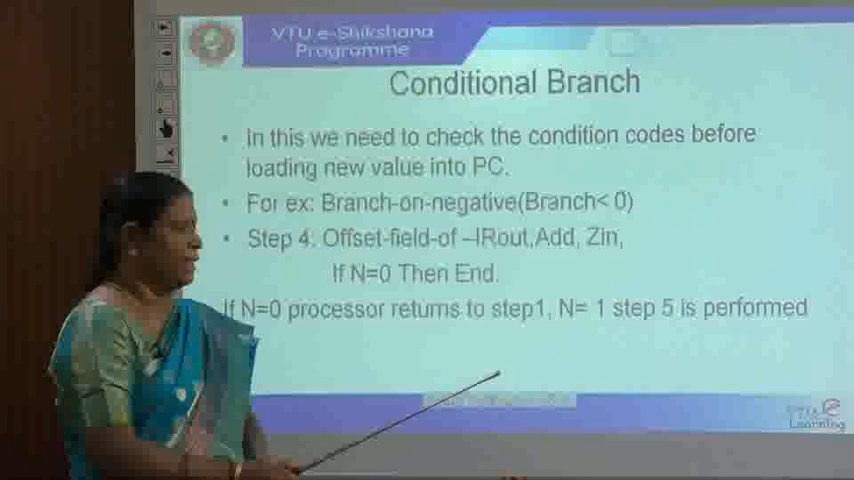 VTU e-Shikshana
Programme
Conditional Branch
• In this we need to check the condition codes before
loading new value into PC.
• For ex: Branch-on-negative(Branch< 0)
• Step 4. Offset-field-of –IRout,Add, Zin,
If N=0 Then End.
If N=0 processor returns to step1, N= 1 step 5 is performed
VTU e
Learning